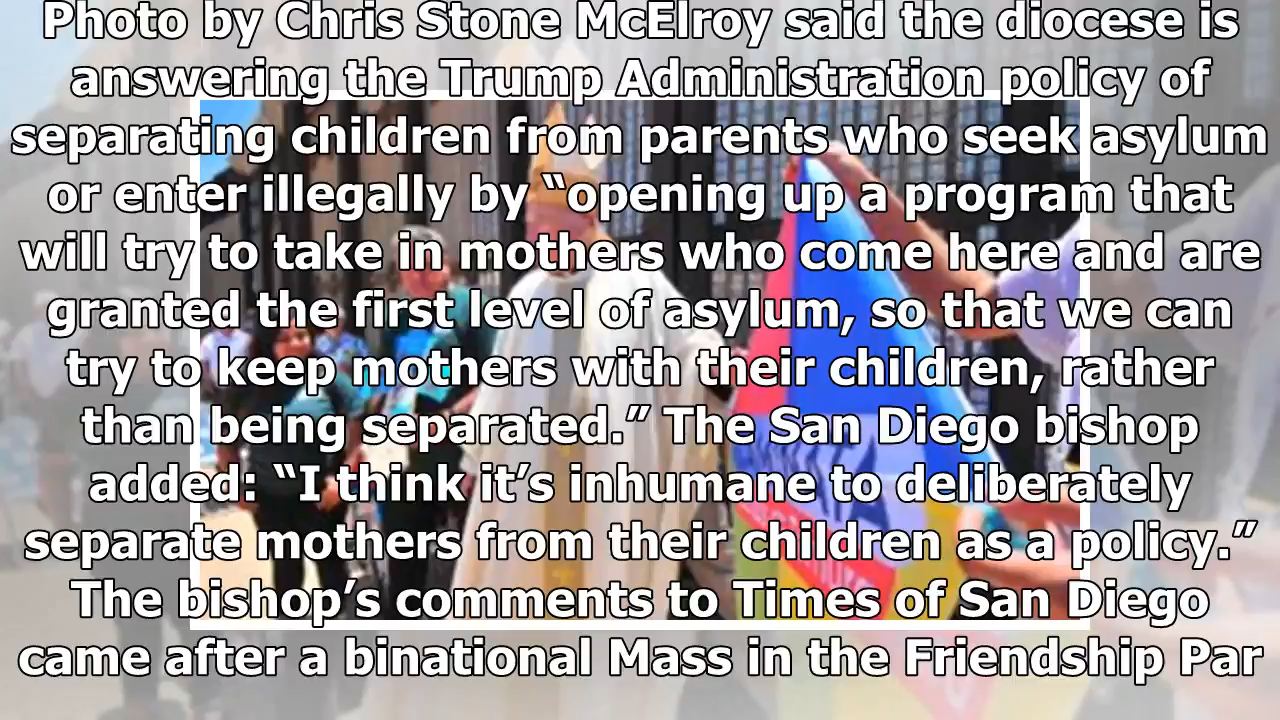 Photo by Chris Stone McElroy said the diocese is
answering the Trump Administration policy of
separating children from parents who seek asylum
or enter illegally by “opening up a program that
will try to take in mothers who come here and are
granted the first level of asylum, so that we can
try to keep mothers with their children, rather
than being separated.” The San Diego bishop
added: “I think it’s inhumane to deliberately
separate mothers from their children as a policy.”
The bishop’s comments to Times of San Diego
came after a binational Mass in the Friendship Par